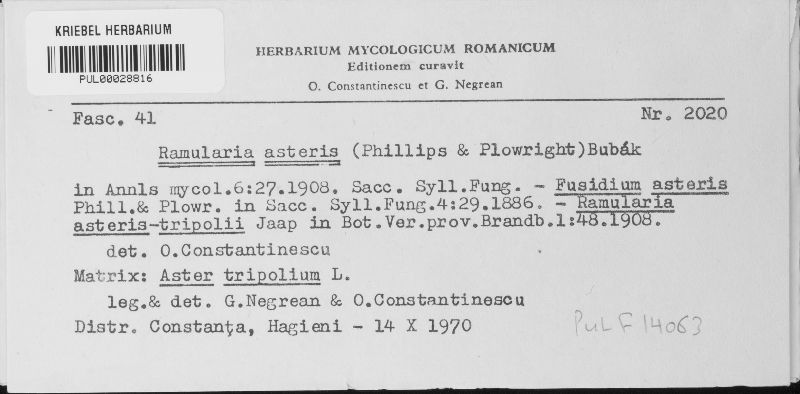 KRIEBEL HERBARIUM
PUL00028816
HERBARIUM MYCOLOGICUM ROMANICUM
Editionem curavit
O. Constantinescu et G. Negrean
Fasc. 41
Nr. 2020
Ramularia asteris (Phillips & Plowright)Bubák
in Annls mycol.6:27.1908. Sacc. Syll.Fung. - Fusidium asteris
Phill.& Plowr. in Sacc. Syll.Fung.4:29.1886. - Ramularia
asteris-tripolii Jaap in Bot.Ver.prov.Brandb.1:48.1908.
det. O.Constantinescu
Matrix: Aster tripolium L.
leg.& det. G.Negrean & O.Constantinescu
Distr. Constanța, Hagieni - 14 X 1970
PUL F 14063